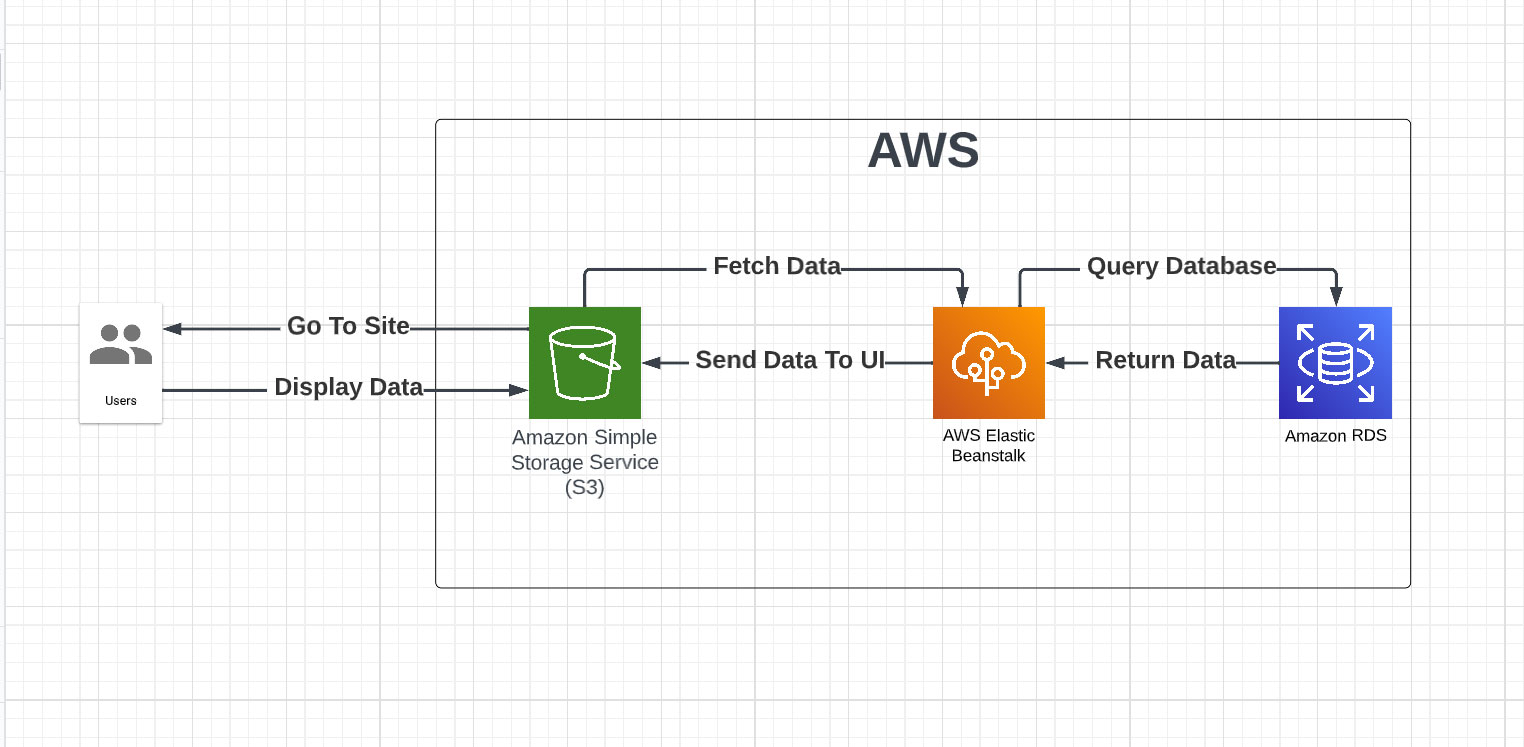 AWS
Fetch Data
Query Database
Go To Site
Send Data To UI
Return Data
Display Data
Users
Amazon Simple
Storage Service
(S3)
AWS Elastic
Beanstalk
Amazon RDS